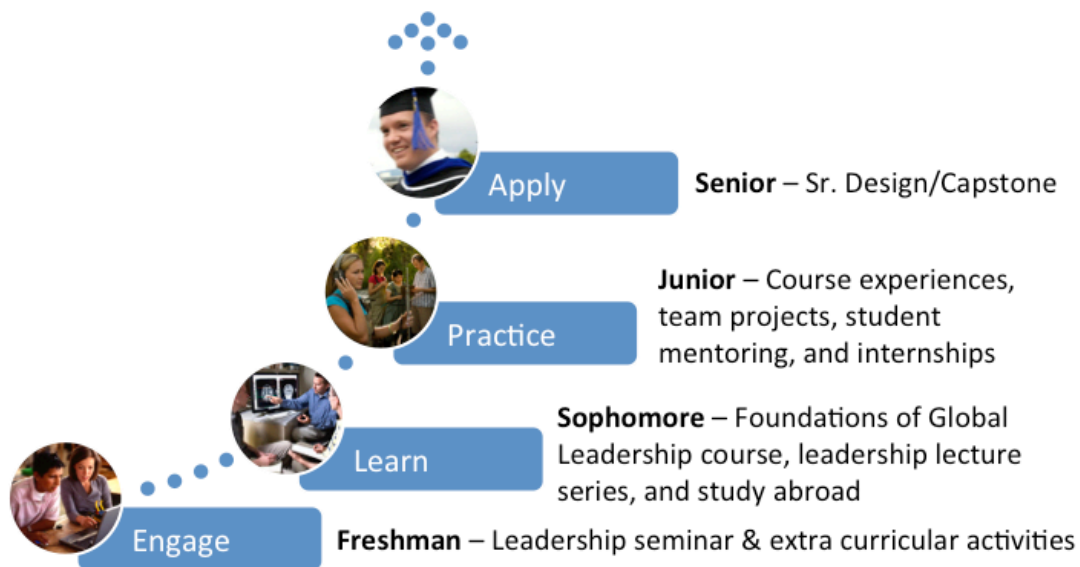 Apply
Senior – Sr. Design/Capstone
Practice
Junior – Course experiences,
team projects, student
mentoring, and internships
Learn
Sophomore – Foundations of Global
Leadership course, leadership lecture
series, and study abroad
Engage
Freshman – Leadership seminar & extra curricular activities